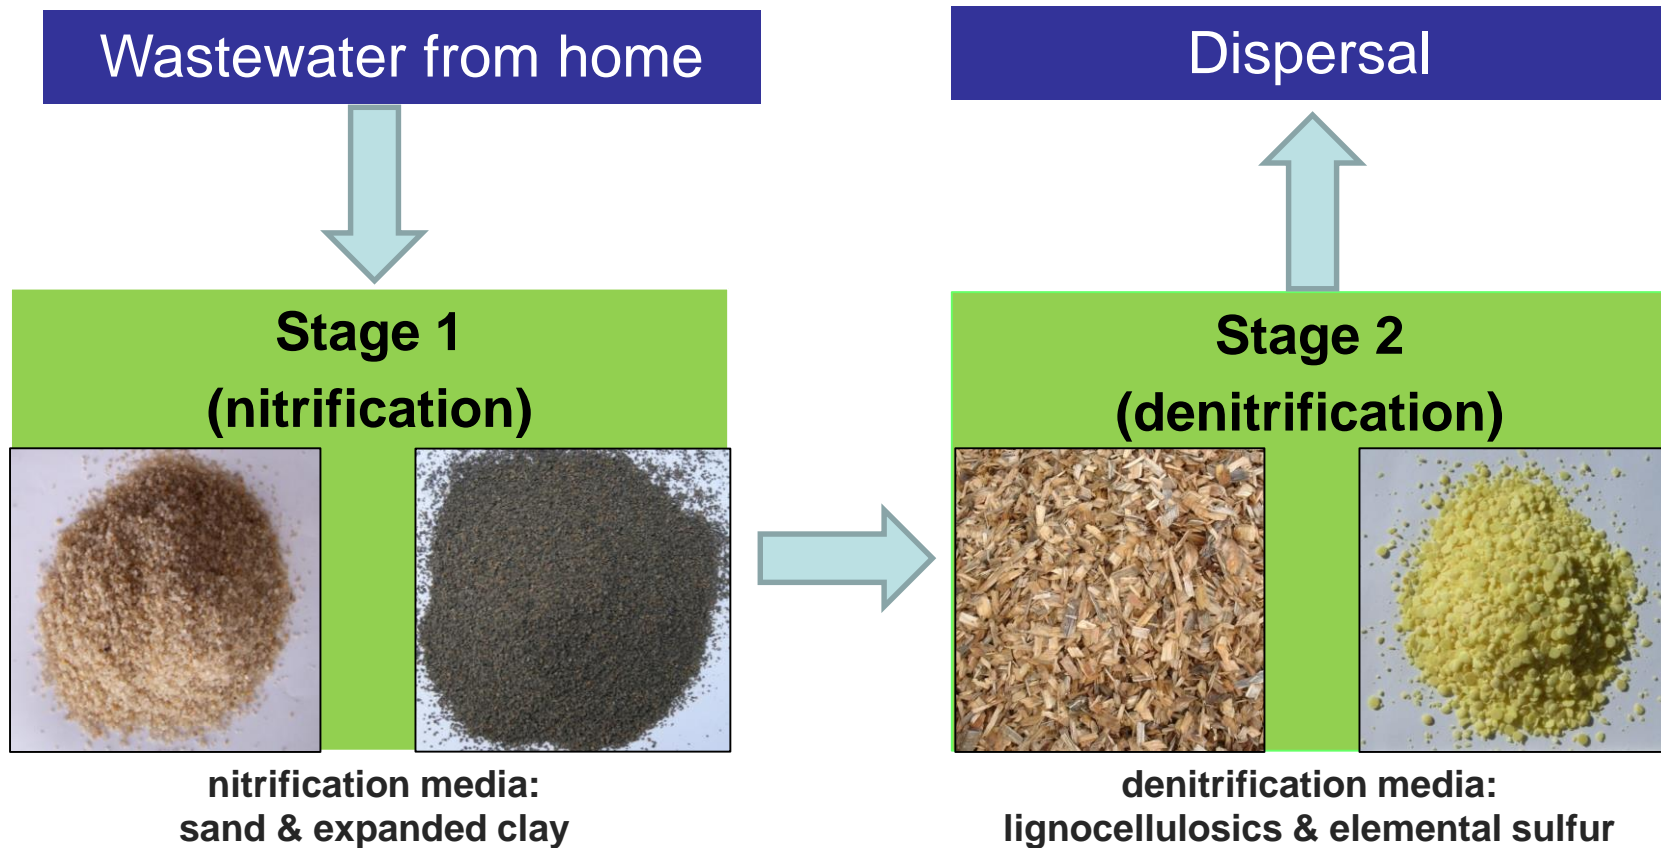 Wastewater from home
Dispersal
Stage 1
(nitrification)
Stage 2
(denitrification)
nitrification media:
sand & expanded clay
denitrification media:
lignocellulosics & elemental sulfur